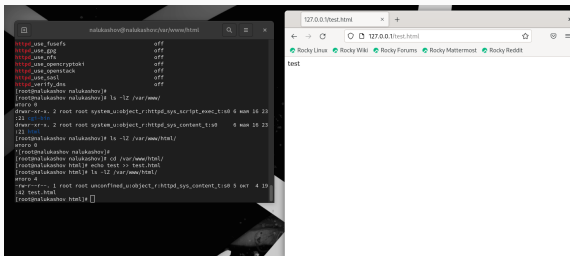 nalukashov@nalukashov:/var/www/html
httpd_use_fusefs off
httpd_use_gpg off
httpd_use_nfs off
httpd_use_opencryptoki off
httpd_use_openstack off
httpd_use_sasl off
httpd_verify_dns off
[root@nalukashov nalukashov]#
[root@nalukashov nalukashov]# ls -lZ /var/www/
итого 0
drwxr-xr-x. 2 root root system_u:object_r:httpd_sys_script_exec_t:s0 6 мая 16 23
:21 cgi-bin
drwxr-xr-x. 2 root root system_u:object_r:httpd_sys_content_t:s0 6 мая 16 23
:21 html
[root@nalukashov nalukashov]# ls -lZ /var/www/html/
итого 0
[root@nalukashov nalukashov]#
[root@nalukashov nalukashov]# cd /var/www/html/
[root@nalukashov html]# echo test >> test.html
[root@nalukashov html]# ls -lZ /var/www/html/
итого 4
-rw-r--r--. 1 root root unconfined_u:object_r:httpd_sys_content_t:s0 5 окт 4 19
:42 test.html
[root@nalukashov html]#
127.0.0.1/test.html
127.0.0.1/test.html
Rocky Linux Rocky Wiki Rocky Forums Rocky Mattermost Rocky Reddit
test